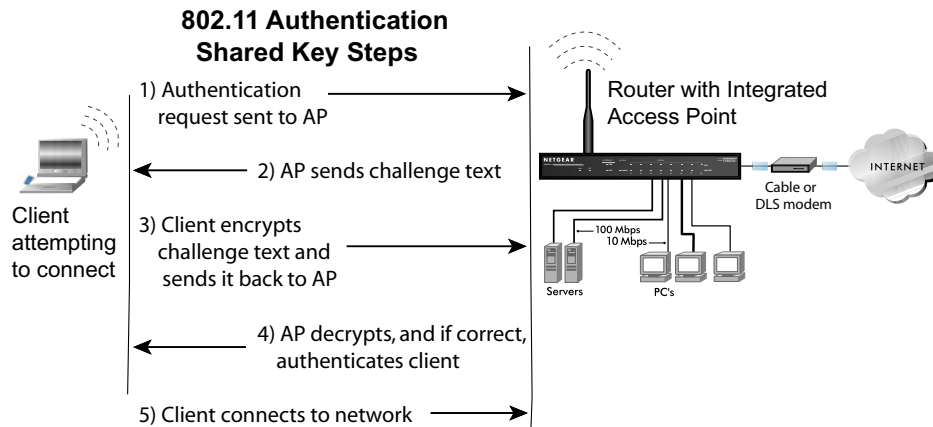 802.11 Authentication
Shared Key Steps
1) Authentication
request sent to AP
2) AP sends challenge text
3) Client encrypts
challenge text and
sends it back to AP
4) AP decrypts, and if correct,
authenticates client
5) Client connects to network
Client
attempting
to connect
Router with Integrated
Access Point
NETGEAR
INTERNET
Cable or
DLS modem
100 Mbps
10 Mbps
Servers
PC's